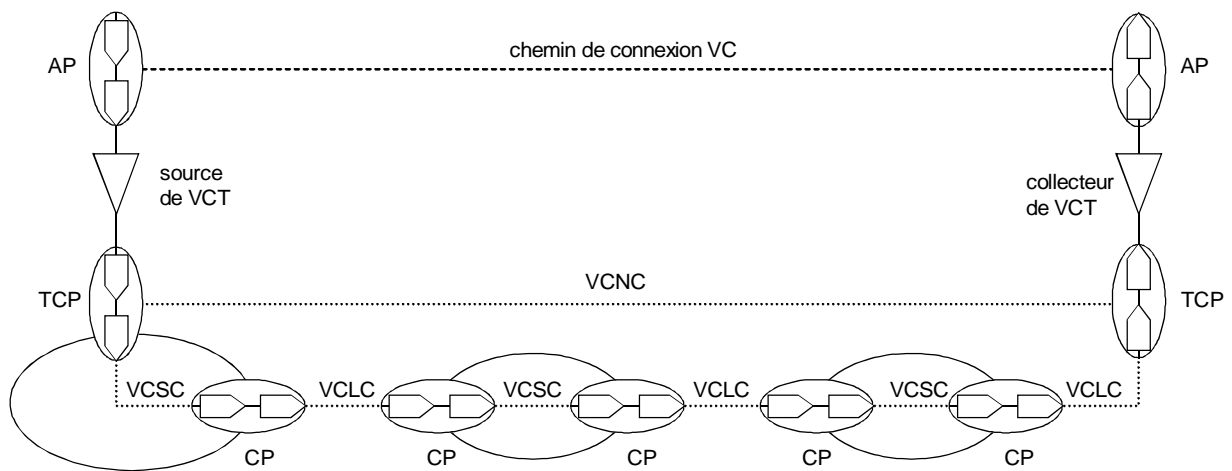 chemin de connexion VC
AP
AP
source
de VCT
collecteur
de VCT
VCNC
TCP
TCP
VCSC
VCLC
VCSC
VCLC
VCSC
VCLC
CP
CP
CP
CP
CP